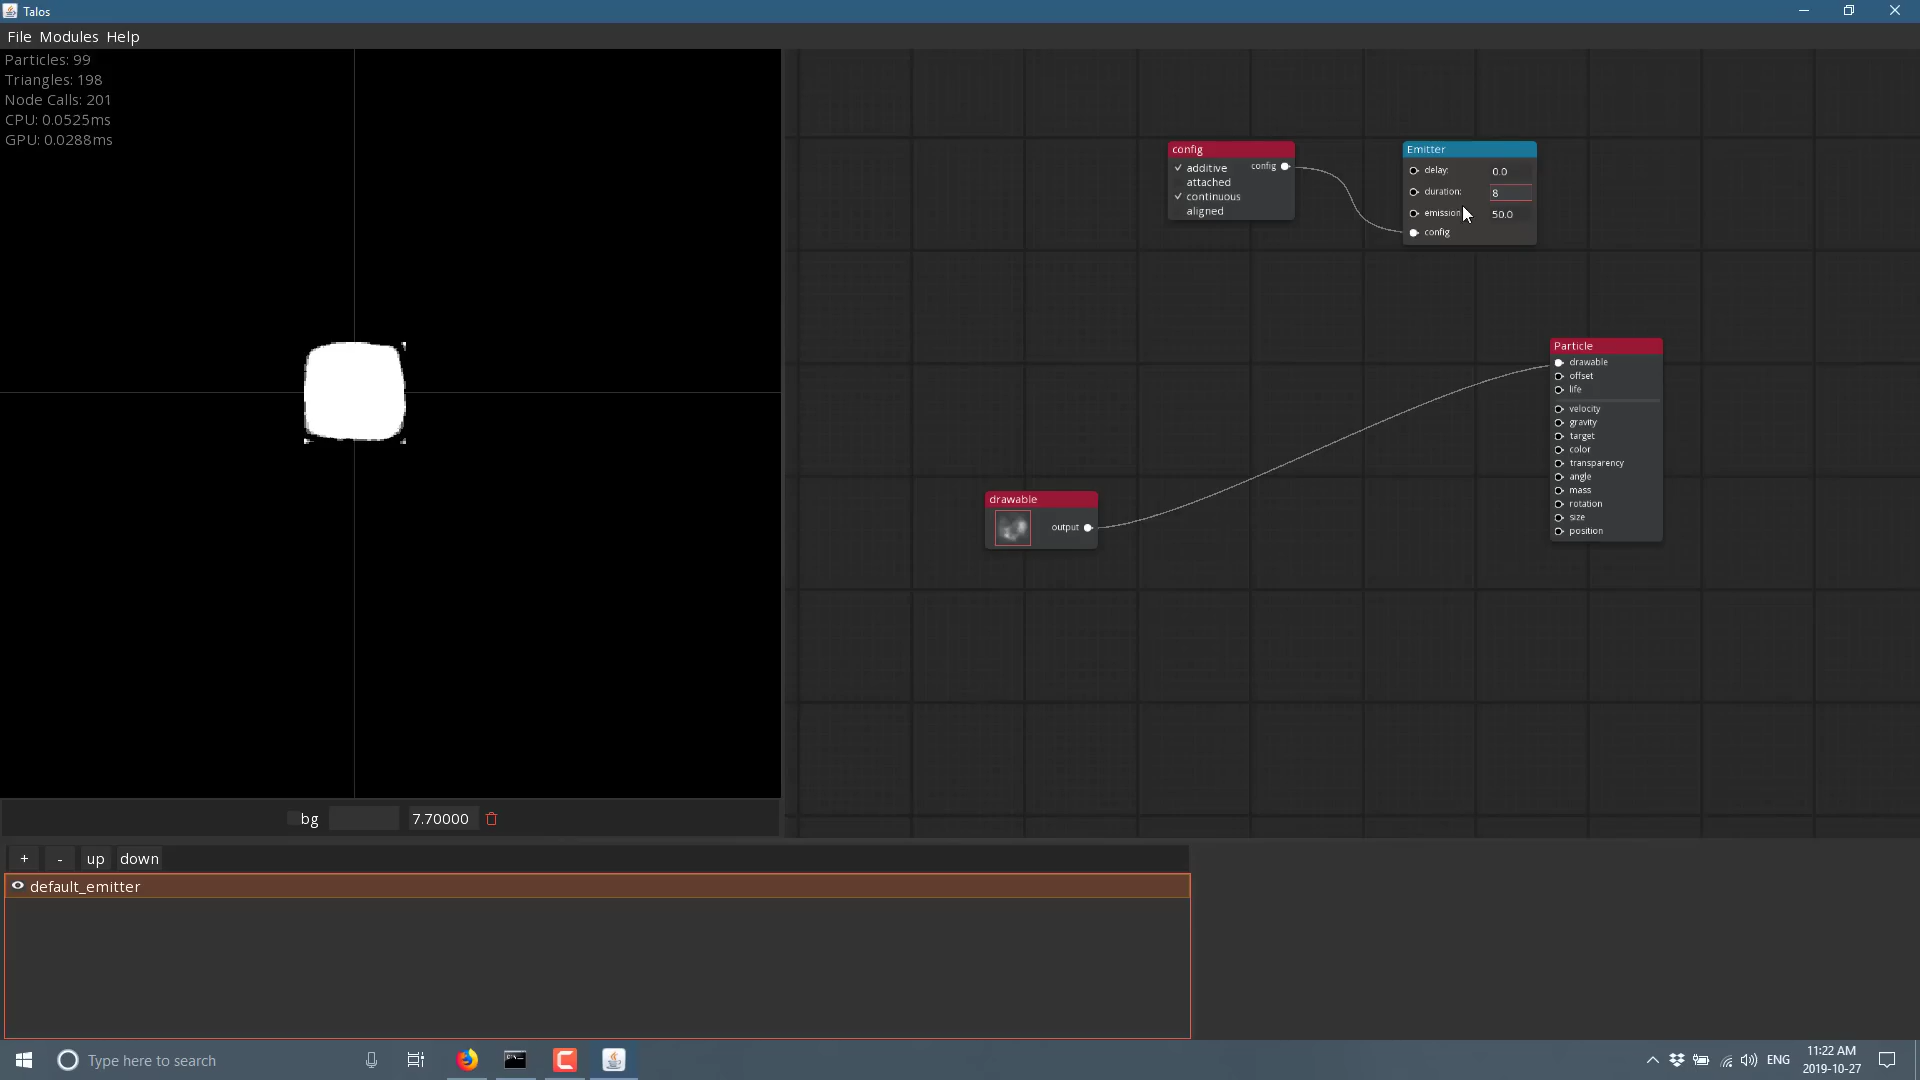 Talos
File Modules Help
Particles: 99
Triangles: 198
Node Calls: 201
CPU: 0.0525ms
GPU: 0.0288ms
config
additive
config
attached
continuous
aligned
Emitter
delay:
0.0
duration:
8
emission
50.0
config
Particle
drawable
offset
life
velocity
gravity
target
color
transparency
angle
mass
rotation
size
position
drawable
output
bg
7.70000
+ - up down
default_emitter
Type here to search
ENG
11:22 AM
2019-10-27